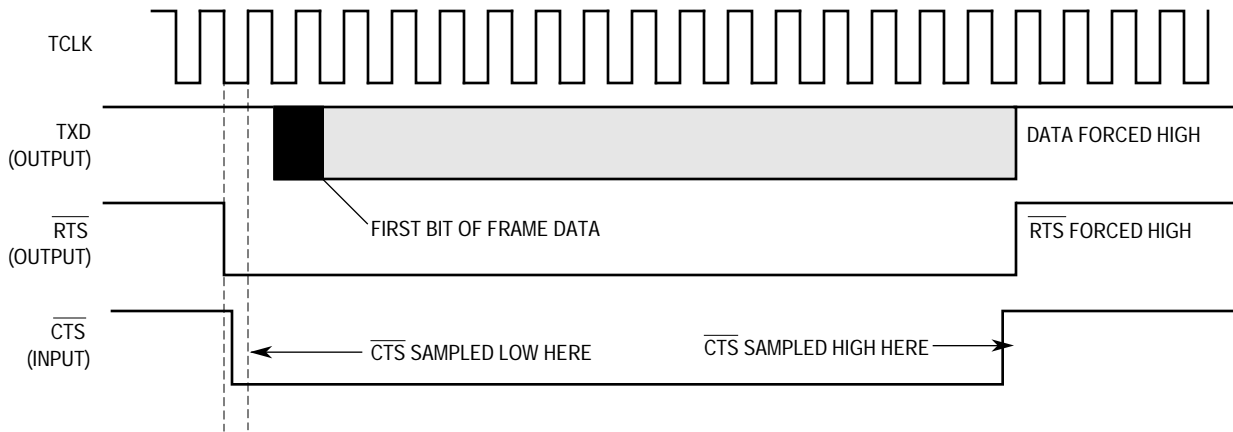 TCLK
TXD
(OUTPUT)
DATA FORCED HIGH
FIRST BIT OF FRAME DATA
RTS
(OUTPUT)
RTS FORCED HIGH
CTS
(INPUT)
CTS SAMPLED LOW HERE
CTS SAMPLED HIGH HERE